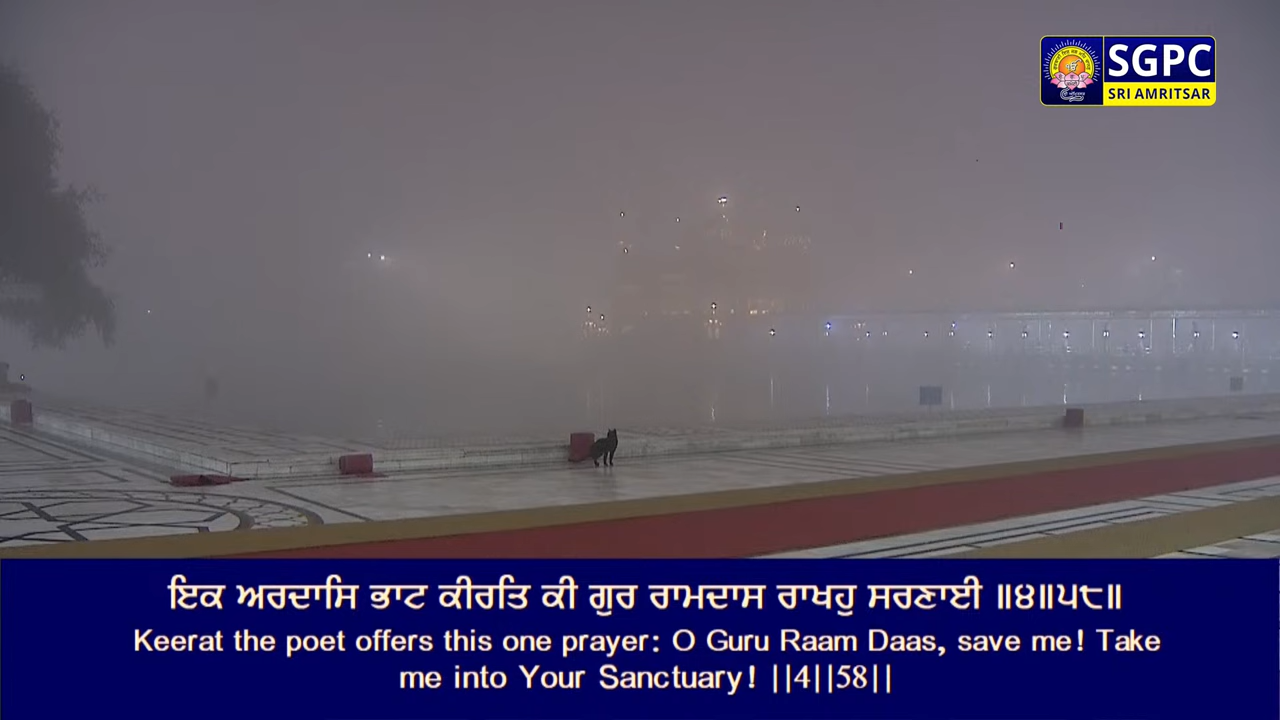 SGPC
SRI AMRITSAR
ਇਕ ਅਰਦਾਸਿ ਭਾਟ ਕੀਰਤਿ ਕੀ ਗੁਰ ਰਾਮਦਾਸ ਰਾਖਹੁ ਸਰਣਾਈ ॥੪॥੫੮॥
Keerat the poet offers this one prayer: O Guru Raam Daas, save me! Take
me into Your Sanctuary! ||4||58||